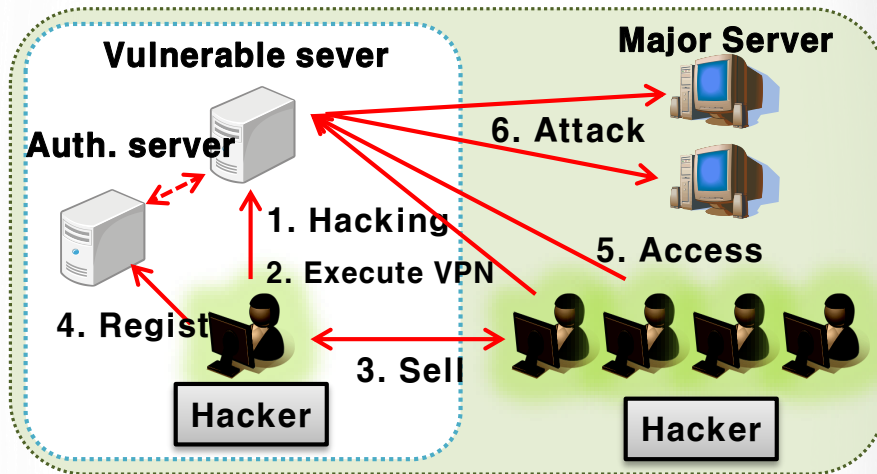 Vulnerable sever
Major Server
Auth. server
6. Attack
1. Hacking
2. Execute VPN
5. Access
4. Regist
3. Sell
Hacker
Hacker